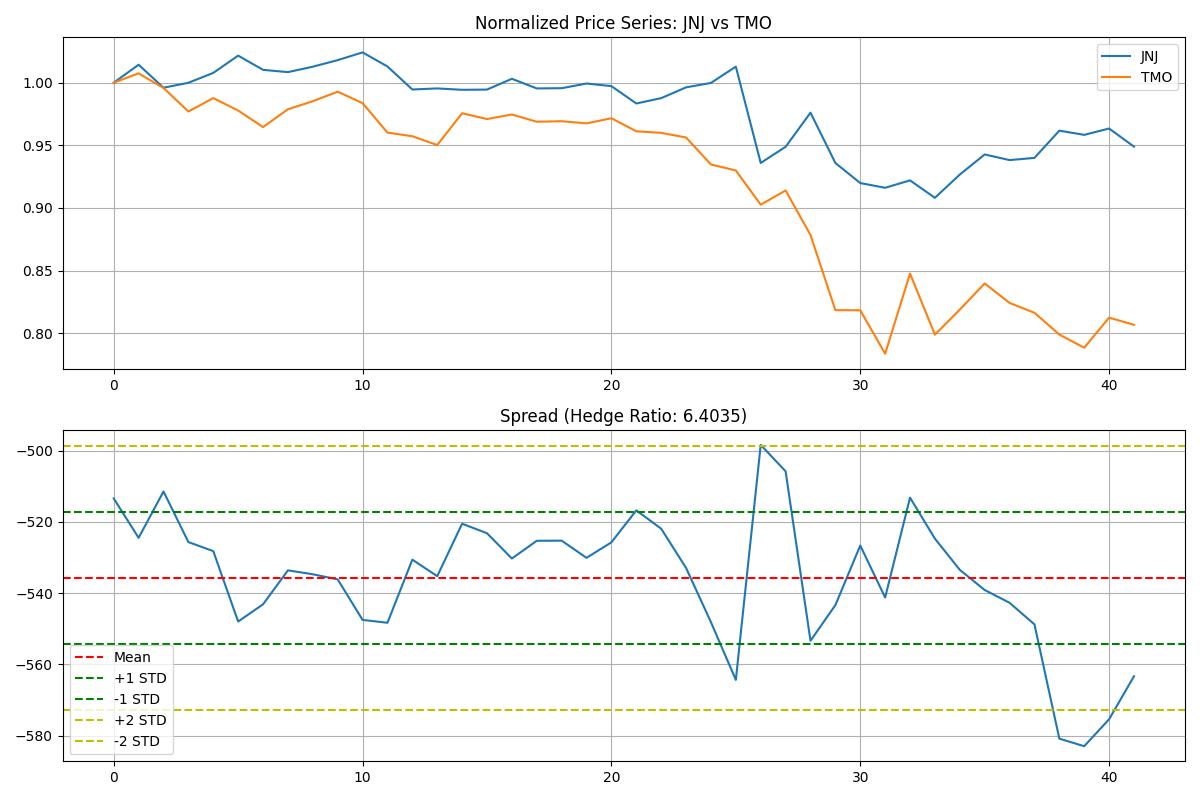 Normalized Price Series: JNJ vs TMO
JNJ
TMO
1.00
0.95
0.90
0.85
0.80
0 10 20 30 40
Spread (Hedge Ratio: 6.4035)
−500
−520
−540
−560
−580
Mean
+1 STD
-1 STD
+2 STD
-2 STD
0 10 20 30 40